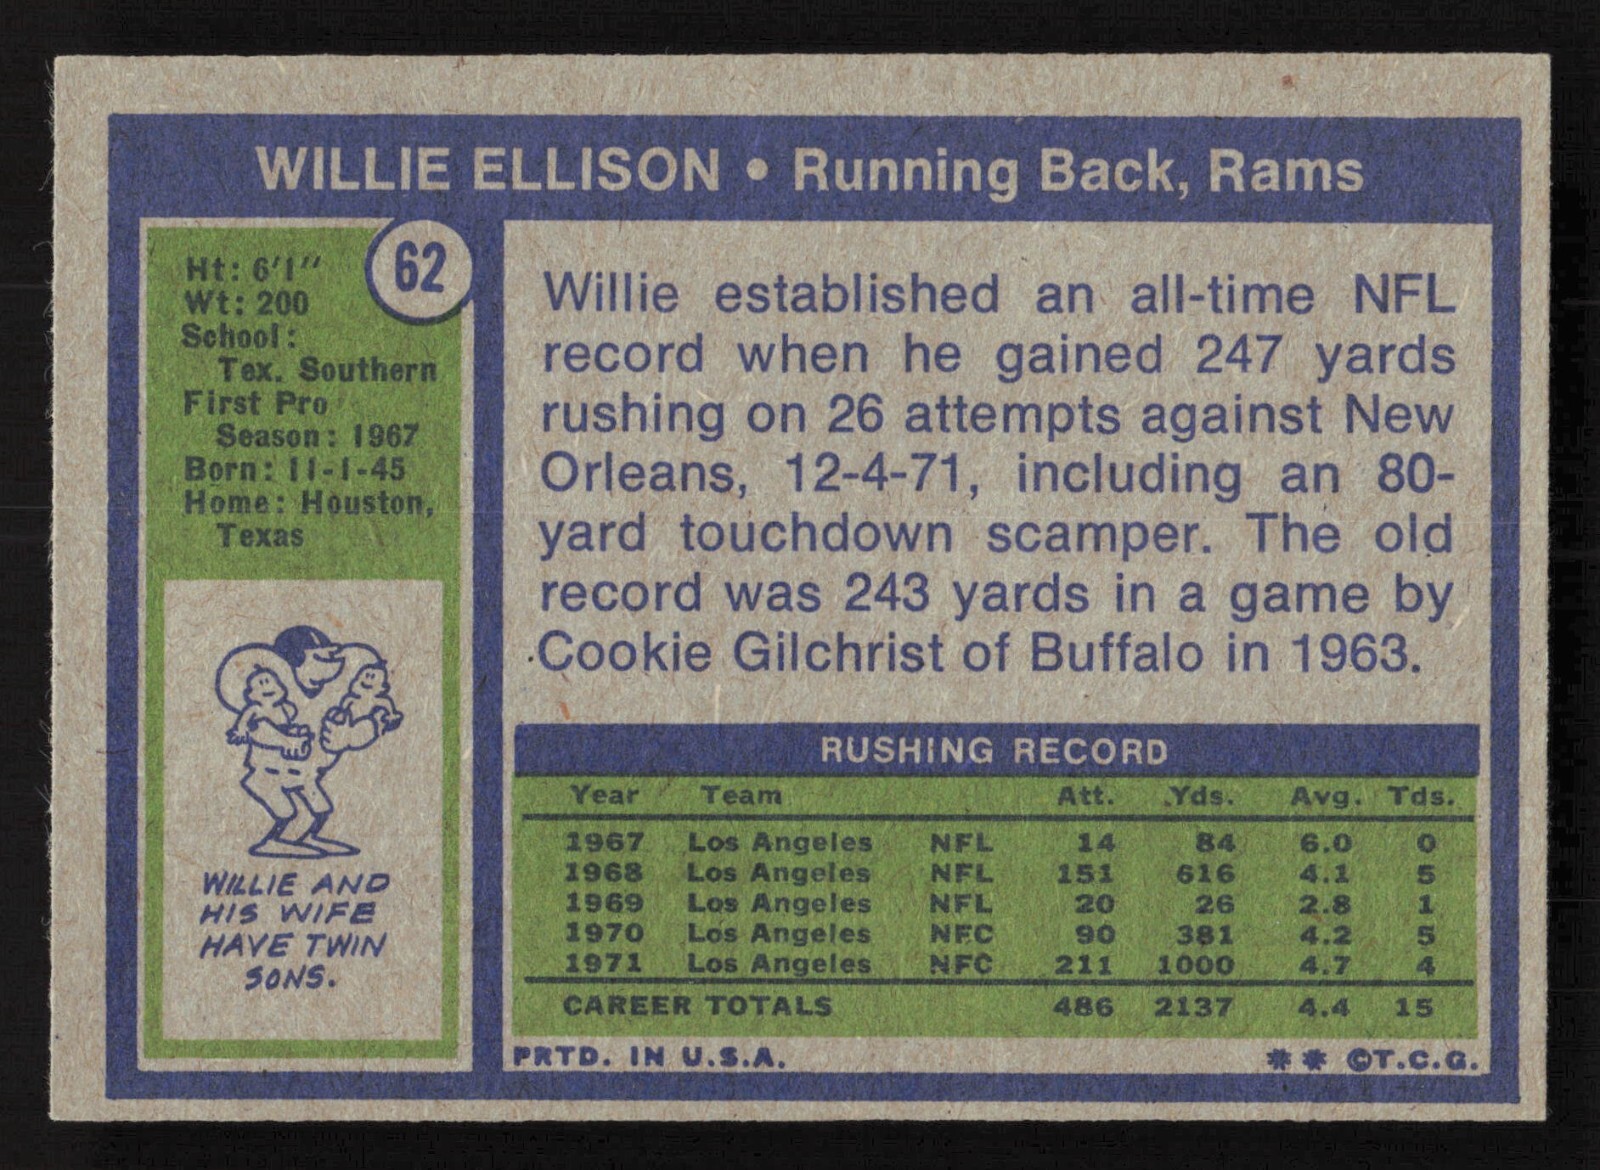 WILLIE ELLISON • Running Back, Rams
62
Ht: 6'1"
Wt: 200
School:
Tex. Southern
First Pro
Season: 1967
Born: 11-1-45
Home: Houston,
Texas
WILLIE AND
HIS WIFE
HAVE TWIN
SONS.
Willie established an all-time NFL
record when he gained 247 yards
rushing on 26 attempts against New
Orleans, 12-4-71, including an 80-
yard touchdown scamper. The old
record was 243 yards in a game by
Cookie Gilchrist of Buffalo in 1963.
RUSHING RECORD
Year Team Att. Yds. Avg. Tds.
1967 Los Angeles NFL 14 84 6.0 0
1968 Los Angeles NFL 151 616 4.1 5
1969 Los Angeles NFL 20 26 2.8 1
1970 Los Angeles NFC 90 381 4.2 5
1971 Los Angeles NFC 211 1000 4.7 4
CAREER TOTALS 486 2137 4.4 15
PRTD. IN U.S.A. ** ©T.C.G.